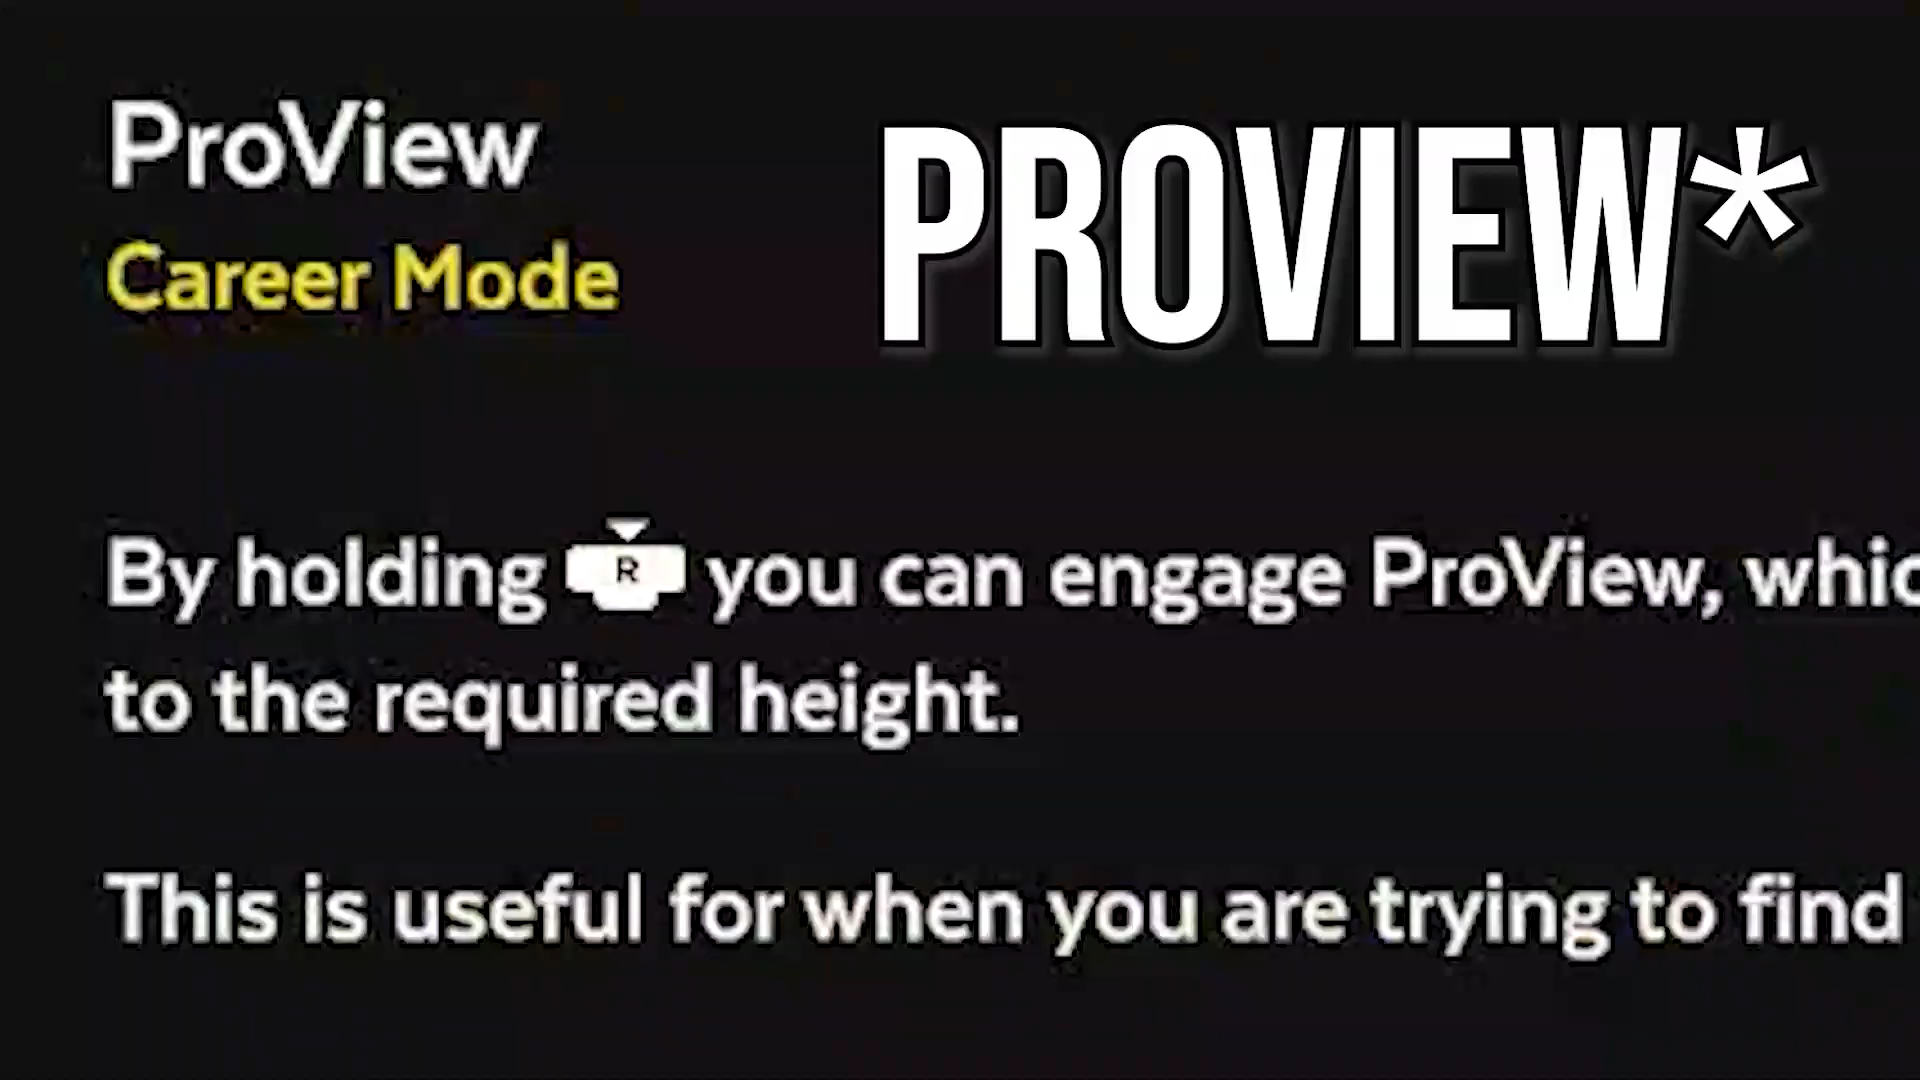 ProView
PROVIEW*
Career Mode
By holding R you can engage ProView,
to the required height.
This is useful for when you are trying to find